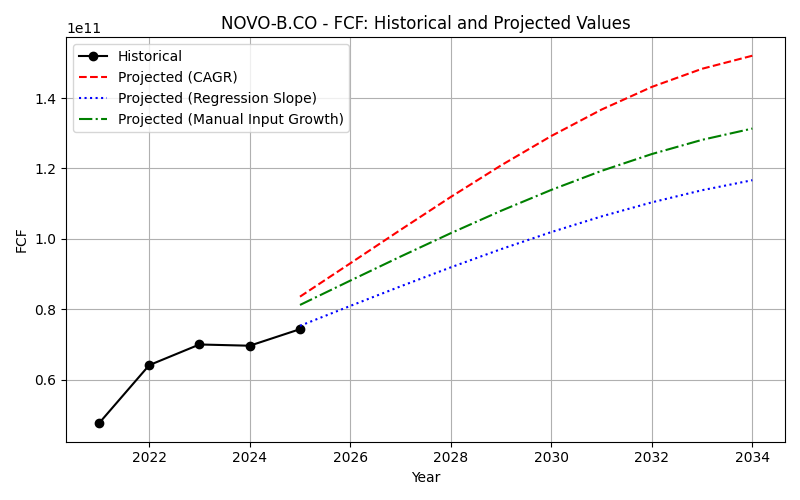 NOVO-B.CO - FCF: Historical and Projected Values
1e11
Historical
Projected (CAGR)
Projected (Regression Slope)
Projected (Manual Input Growth)
1.4
1.2
1.0
0.8
0.6
FCF
2022 2024 2026 2028 2030 2032 2034
Year